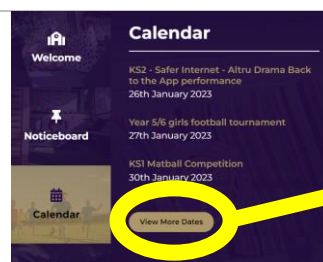 Welcome
Noticeboard
Calendar
Calendar
KS2 - Safer Internet - Altru Drama Back
to the App performance
26th January 2023
Year 5/6 girls football tournament
27th January 2023
KS1 Matball Competition
30th January 2023
View More Dates